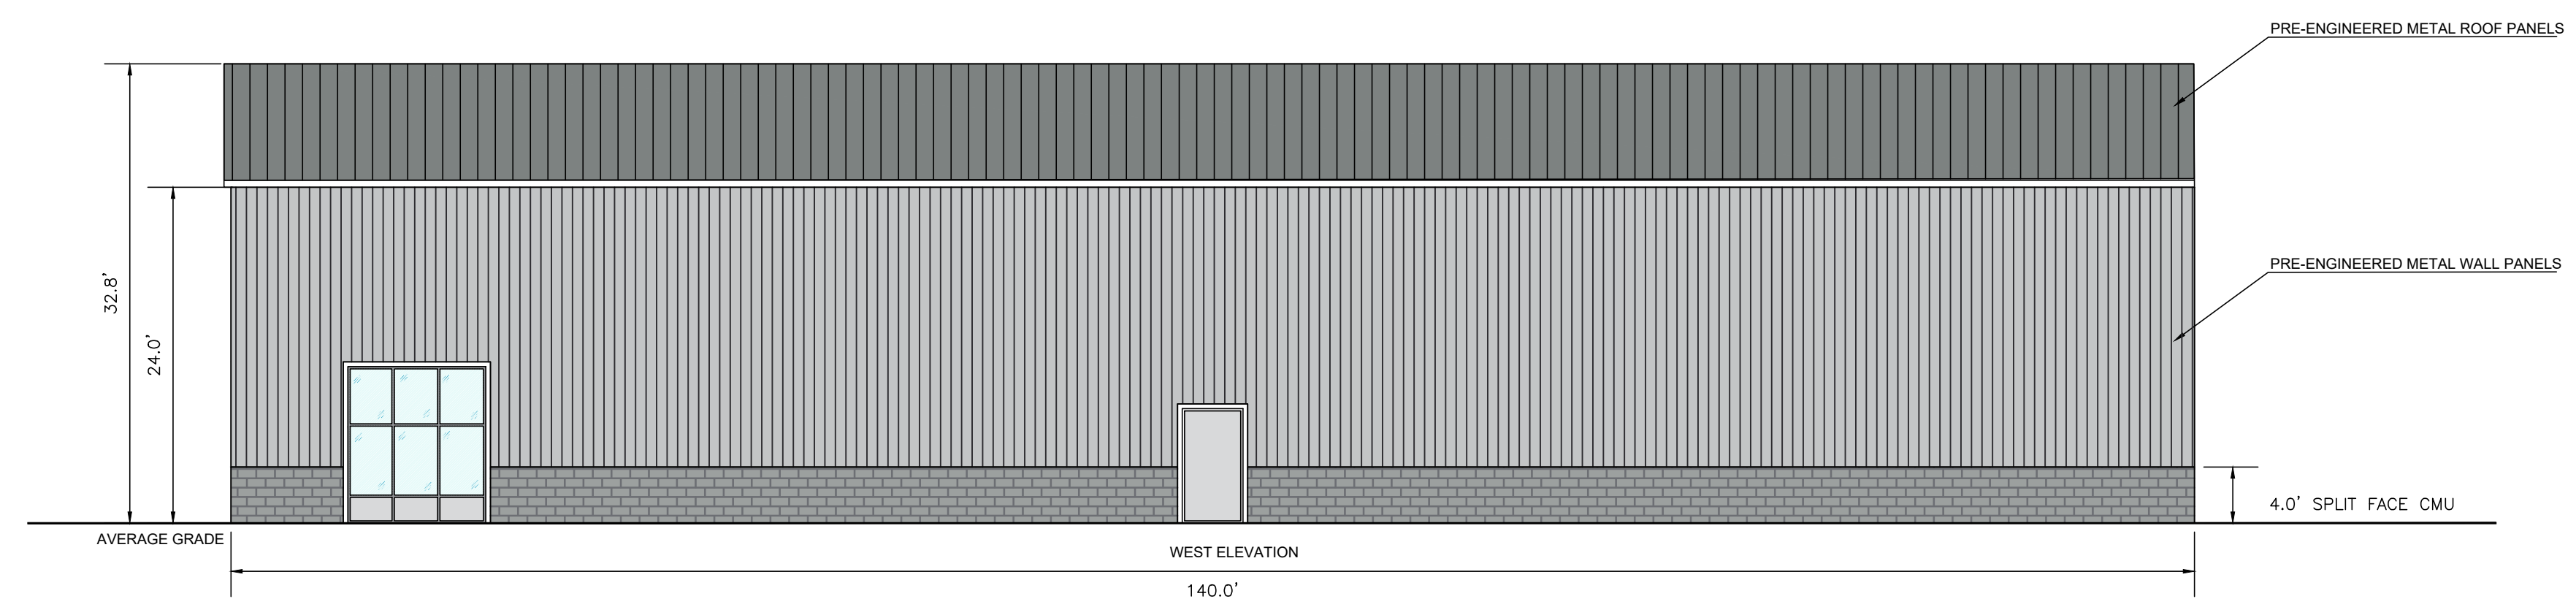 PRE-ENGINEERED METAL ROOF PANELS
32.8'
24.0'
PRE-ENGINEERED METAL WALL PANELS
4.0' SPLIT FACE CMU
AVERAGE GRADE
WEST ELEVATION
140.0'